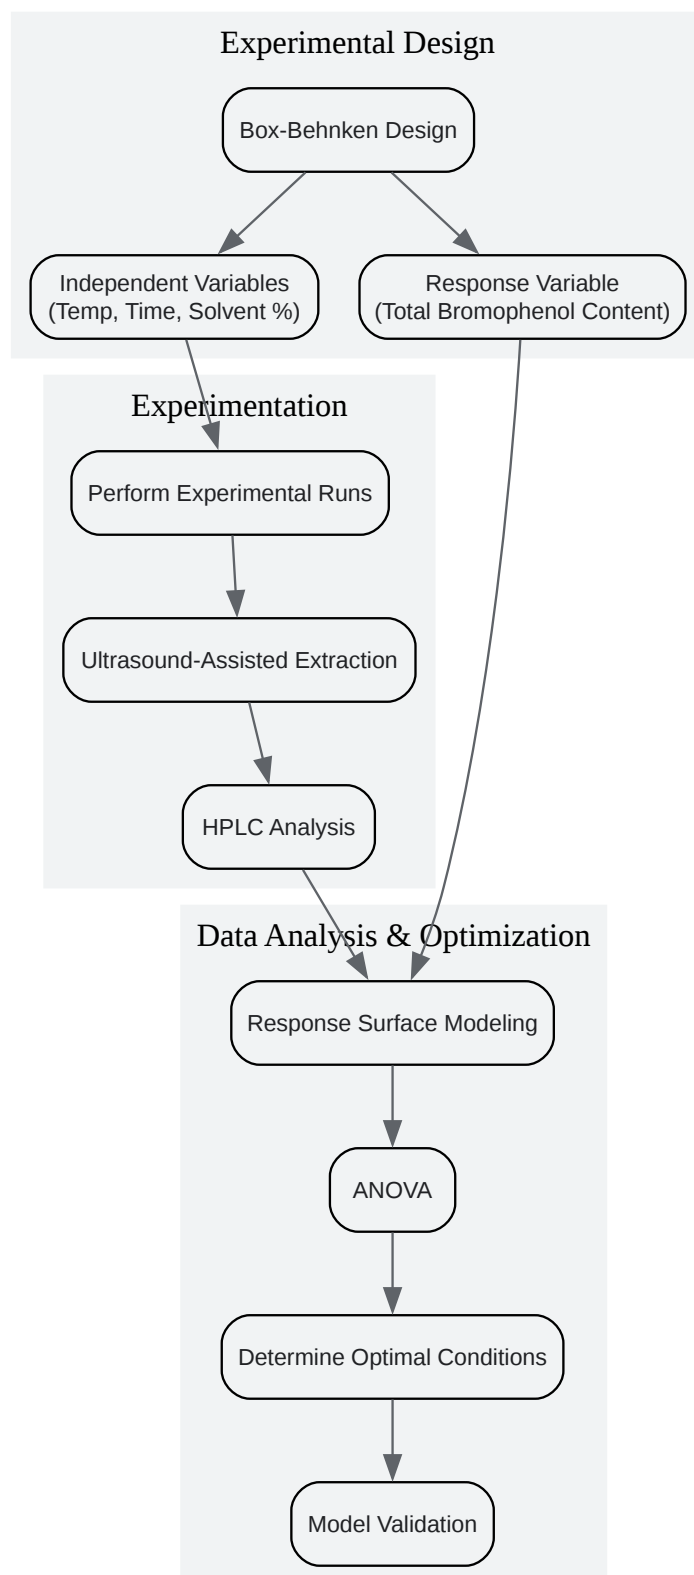 Experimental Design
Box-Behnken Design
Independent Variables
(Temp, Time, Solvent %)
Response Variable
(Total Bromophenol Content)
Experimentation
Perform Experimental Runs
Ultrasound-Assisted Extraction
HPLC Analysis
Data Analysis & Optimization
Response Surface Modeling
ANOVA
Determine Optimal Conditions
Model Validation